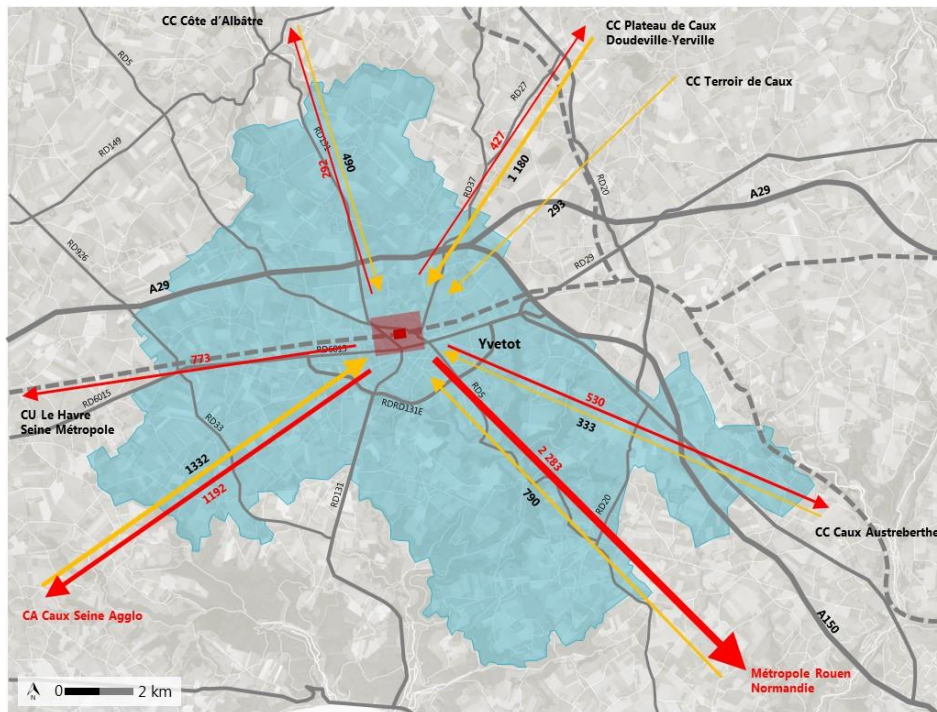 CC Côte d'Albâtre
CC Plateau de Caux
Doudeville-Yerville
CC Terroir de Caux
RD5
RD27
RD149
RD131
292
490
427
1 180
RD37
RD20
293
A29
RD926
RD29
A29
773
RD6015
Yvetot
RD6015
RD5
530
CU Le Havre
Seine Métropole
RDRD131E
333
RD33
1332
2 283
1192
790
RD131
RD20
CC Caux Austreberthe
CA Caux Seine Agglo
A150
Métropole Rouen
Normandie
N
0 2 km